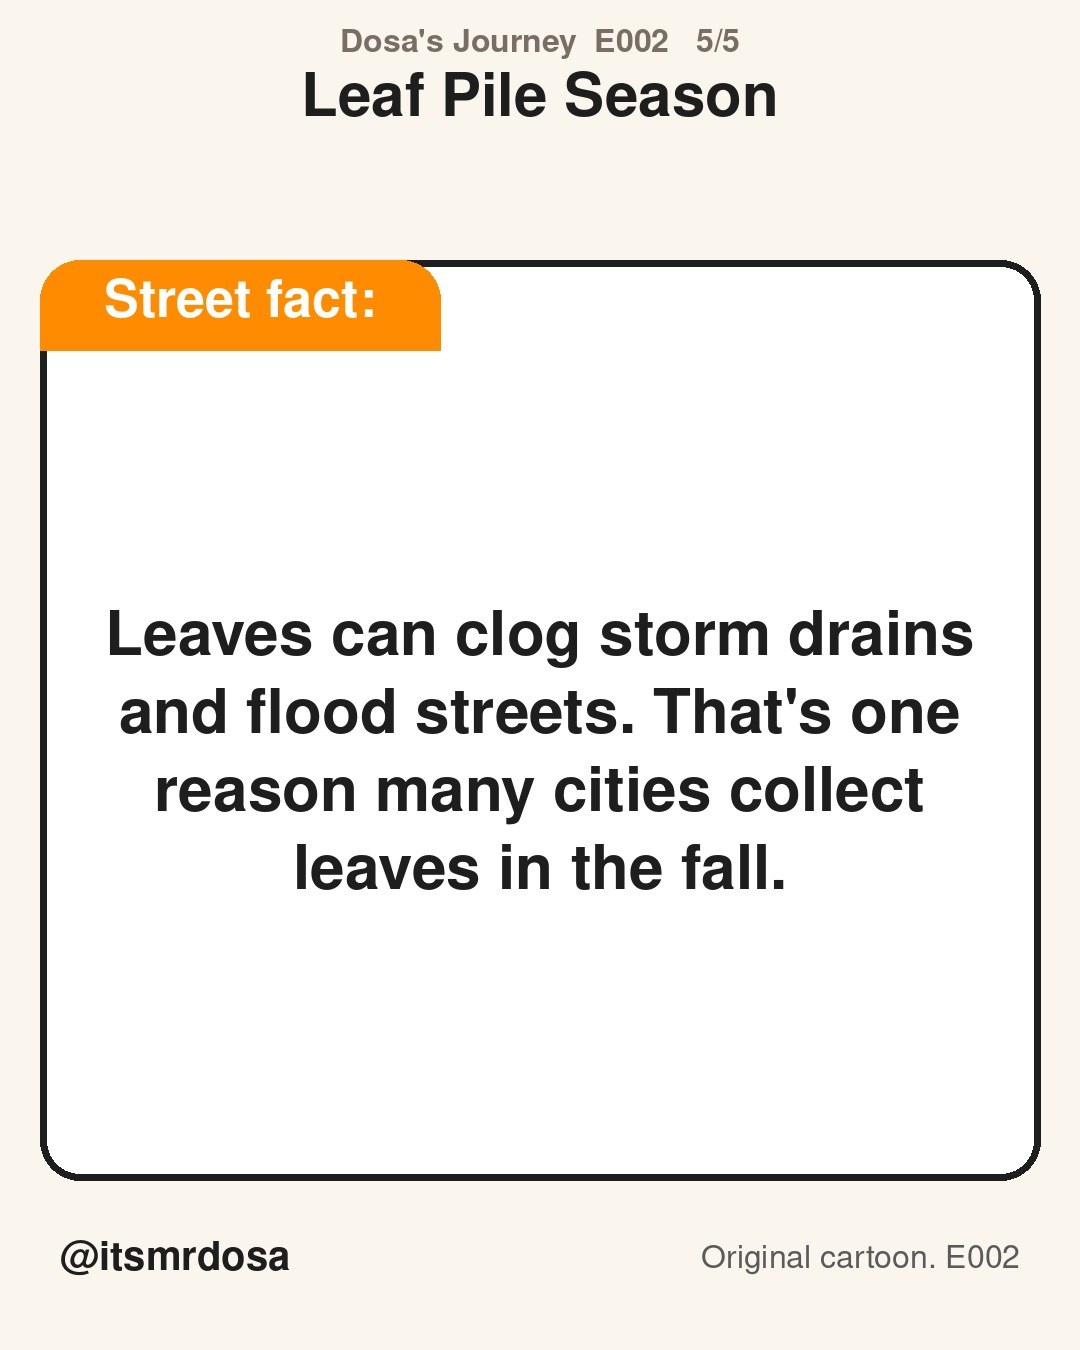 Dosa's Journey  E002   5/5
Leaf Pile Season
Street fact:
Leaves can clog storm drains
and flood streets. That's one
reason many cities collect
leaves in the fall.
@itsmrdosa
Original cartoon. E002